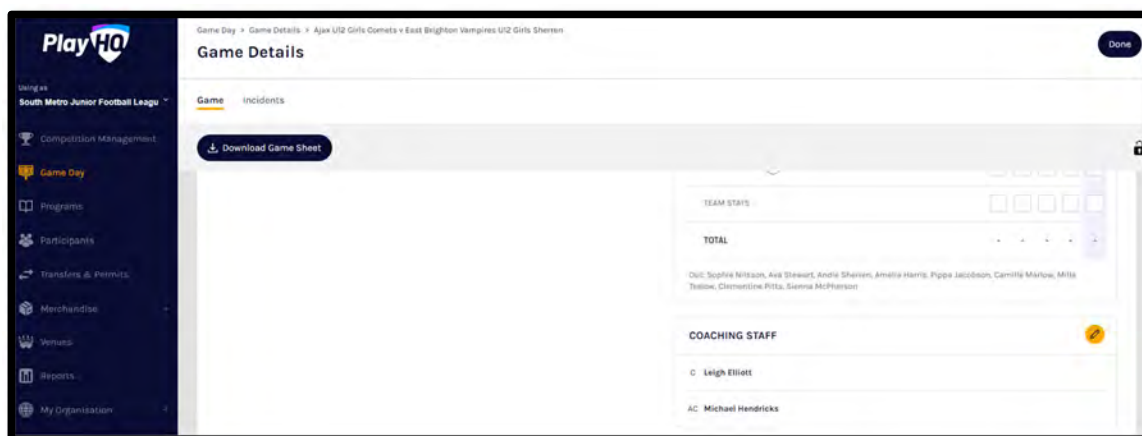 PlayHQ
Using as
South Metro Junior Football Leagu
Competition Management
Game Day
Programs
Participants
Transfers & Permits
Merchandise
Venues
Reports
My Organisation
Game Day > Game Details > Ajax U12 Girls Comets v East Brighton Vampires U12 Girls Sherren
Game Details
Done
Game Incidents
Download Game Sheet
TEAM STATS
TOTAL - - - - -
Out: Sophie Nilsson, Ava Stewart, Andie Sherren, Amelia Harris, Pippa Jacobson, Camille Marlow, Milla
Clementine Pitts, Sienna McPherson
COACHING STAFF
C Leigh Elliott
AC Michael Hendricks